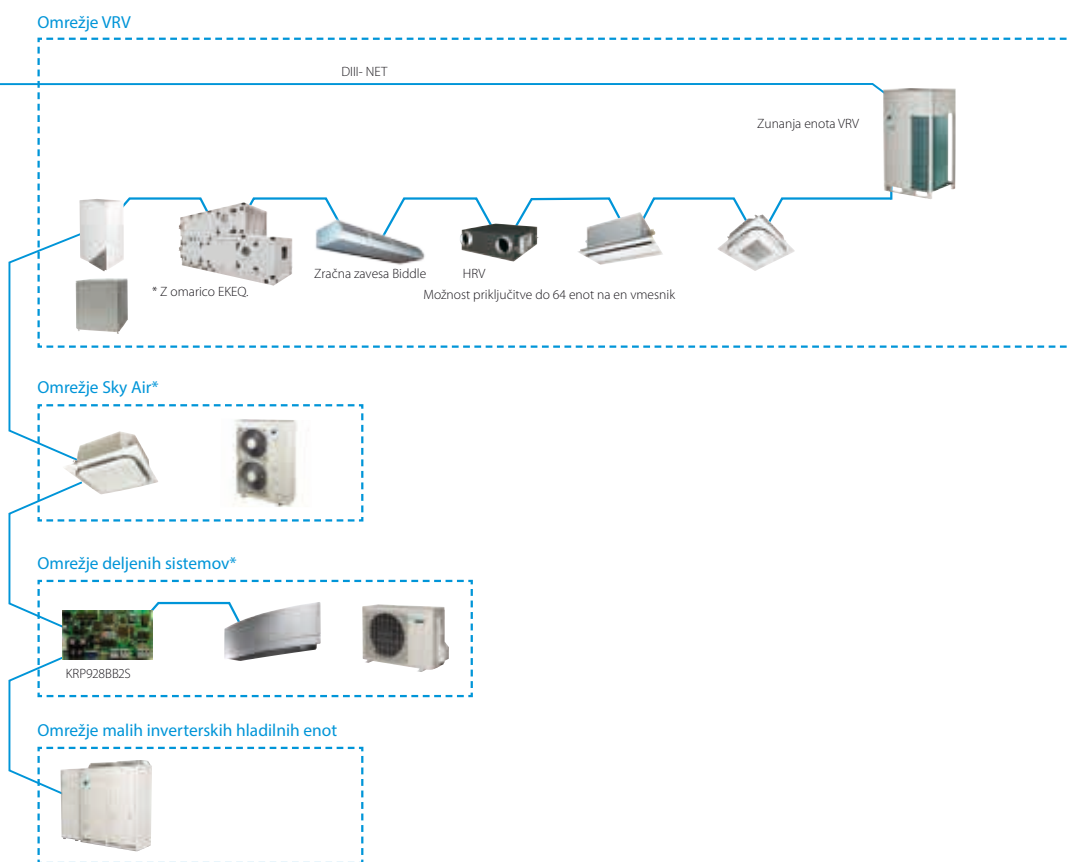 Omrežje VRV
DIII- NET
Zunanja enota VRV
* Z omarico EKEQ.
Zračna zavesa Biddle
HRV
Možnost priključitve do 64 enot na en vmesnik
Omrežje Sky Air*
Omrežje deljenih sistemov*
KRP928BB2S
Omrežje malih inverterskih hladilnih enot